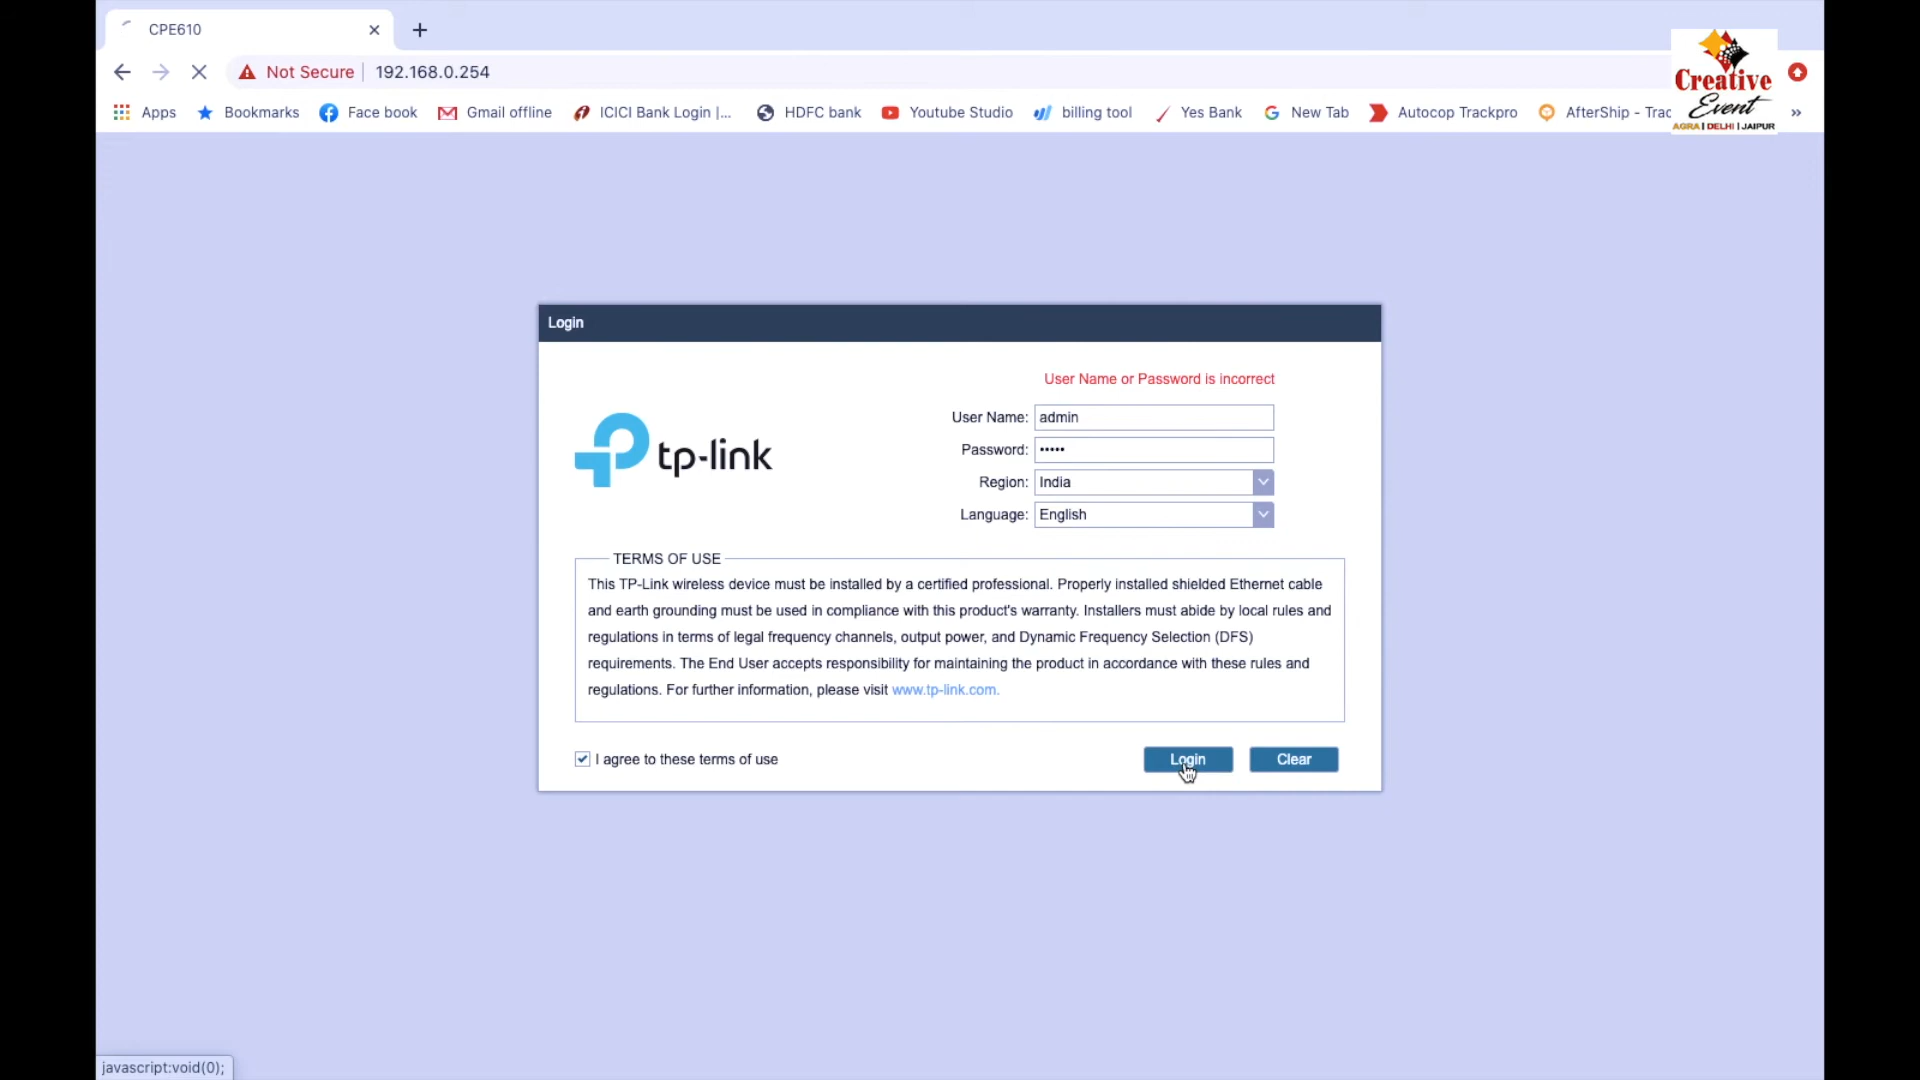 CPE610
Not Secure
192.168.0.254
Apps
Bookmarks
Face book
Gmail offline
ICICI Bank Login |...
HDFC bank
Youtube Studio
billing tool
Yes Bank
New Tab
Autocop Trackpro
AfterShip - Trac
»
Creative
Event
AGRA | DELHI | JAIPUR
Login
User Name or Password is incorrect
User Name: admin
Password: •••••
Region: India
Language: English
tp-link
TERMS OF USE
This TP-Link wireless device must be installed by a certified professional. Properly installed shielded Ethernet cable
and earth grounding must be used in compliance with this product's warranty. Installers must abide by local rules and
regulations in terms of legal frequency channels, output power, and Dynamic Frequency Selection (DFS)
requirements. The End User accepts responsibility for maintaining the product in accordance with these rules and
regulations. For further information, please visit www.tp-link.com.
I agree to these terms of use
Login
Clear
javascript:void(0);